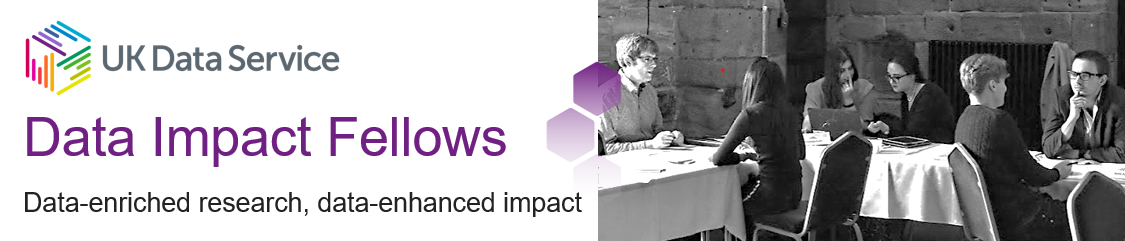 UK Data Service
Data Impact Fellows
Data-enriched research, data-enhanced impact